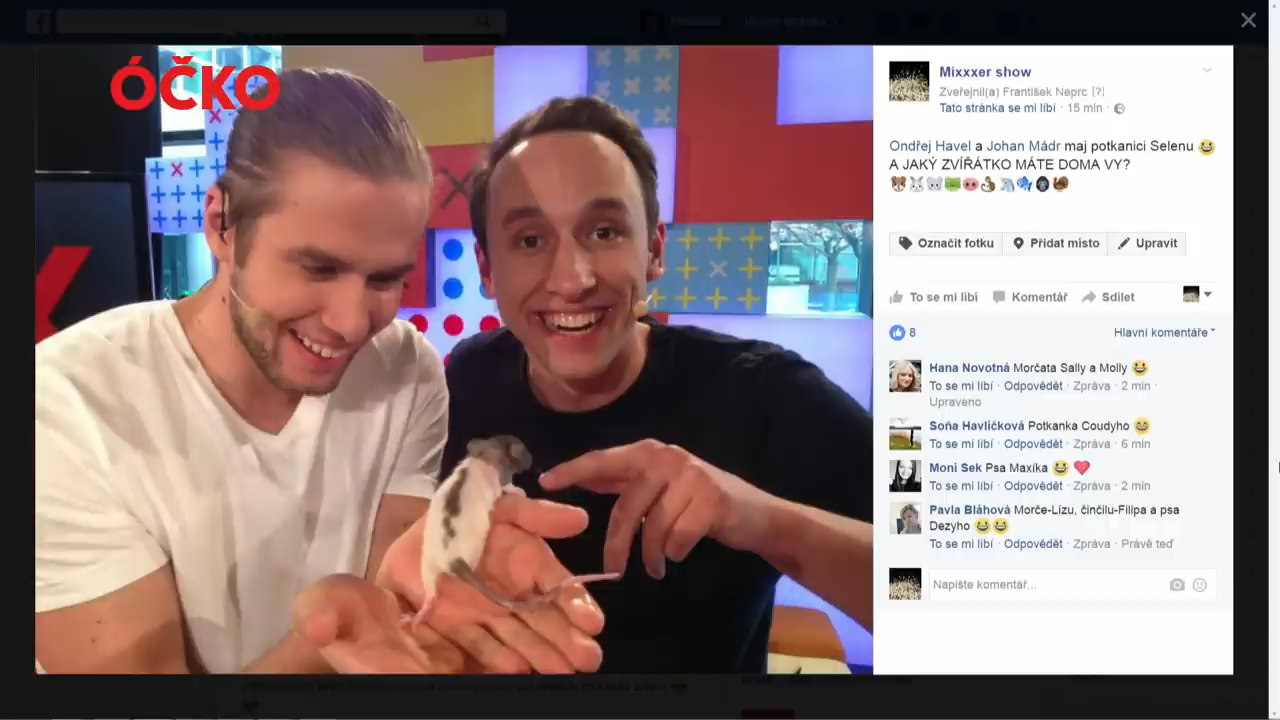 ÓČKO
Mixxxer show
Zveřejnil(a) František Neprc [?]
Tato stránka se mi líbí · 15 min ·
Ondřej Havel a Johan Mádr maj potkanici Selenu 😆
A JAKÝ ZVÍŘÁTKO MÁTE DOMA VY?
Označit fotku Přidat místo Upravit
To se mi líbí Komentář Sdílet
8 Hlavní komentáře
Hana Novotná Morčata Sally a Molly 😆
To se mi líbí · Odpovědět · Zpráva · 2 min ·
Upraveno
Soňa Havlíčková Potkanka Coudyho 😆
To se mi líbí · Odpovědět · Zpráva · 6 min
Moni Sek Psa Maxíka 😆 ❤
To se mi líbí · Odpovědět · Zpráva · 2 min
Pavla Bláhová Morče-Lízu, činčilu-Filipa a psa
Dezyho 😆😆
To se mi líbí · Odpovědět · Zpráva · Právě teď
Napište komentář...